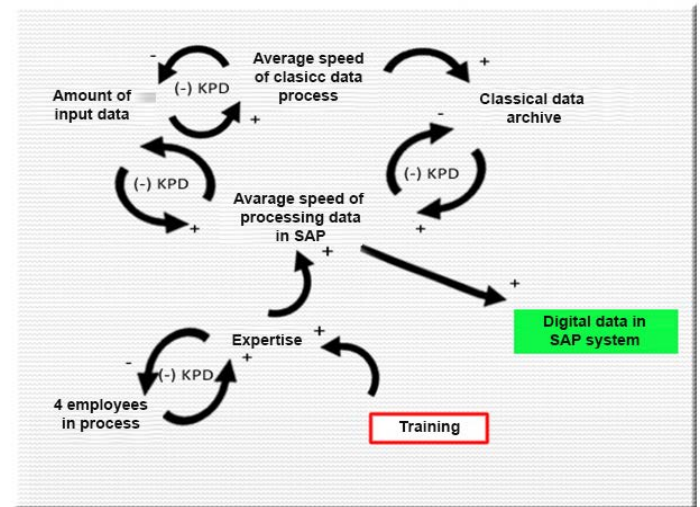 Average speed
of clasicc data
process
-
(-) KPD
+
+
Amount of
input data
Classical data
archive
-
(-) KPD
(-) KPD
+
+
Avarage speed of
processing data
in SAP
+
+
Digital data in
SAP system
Expertise
+
+
-
(-) KPD
4 employees
in process
Training